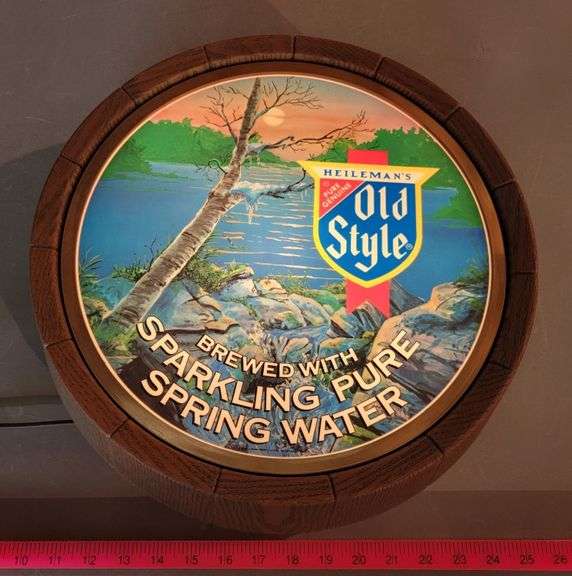 HEILEMAN'S
PURE
GENUINE
Old
Style®
BREWED WITH
SPARKLING PURE
SPRING WATER
10 11 12 13 14 15 16 17 18 19 20 21 22 23 24 25 26